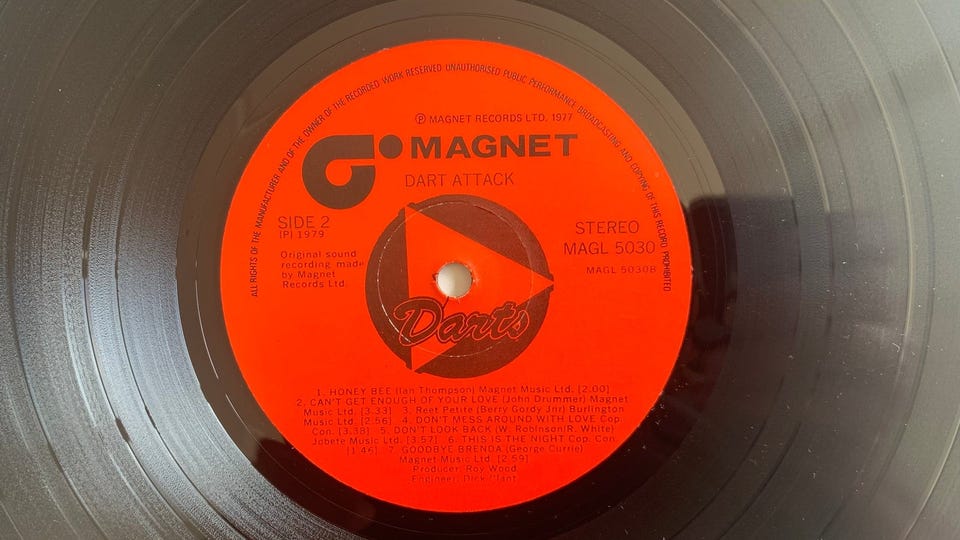 ALL RIGHTS OF THE MANUFACTURER AND OF THE OWNER OF THE RECORDED WORK RESERVED UNAUTHORISED PUBLIC PERFORMANCE BROADCASTING AND COPYING OF THIS RECORD PROHIBITED
Ⓟ MAGNET RECORDS LTD. 1977
MAGNET
DART ATTACK
SIDE 2
(P) 1979
STEREO
MAGL 5030
MAGL 5030B
Original sound
recording made
by Magnet
Records Ltd.
Darts
1. HONEY BEE (Ian Thompson) Magnet Music Ltd. [2.00]
2. CAN'T GET ENOUGH OF YOUR LOVE (John Drummer) Magnet
Music Ltd. [3.33] 3. Reet Petite (Berry Gordy Jnr) Burlington
Music Ltd. [2.56] 4. DON'T MESS AROUND WITH LOVE Cop.
Con. [3.38] 5. DON'T LOOK BACK (W. Robinson/R. White)
Jobete Music Ltd. [3.57] 6. THIS IS THE NIGHT Cop. Con.
[1.46] 7. GOODBYE BRENDA (George Currie)
Magnet Music Ltd. [2.59]
Producer: Roy Wood
Engineer: Dick Plant